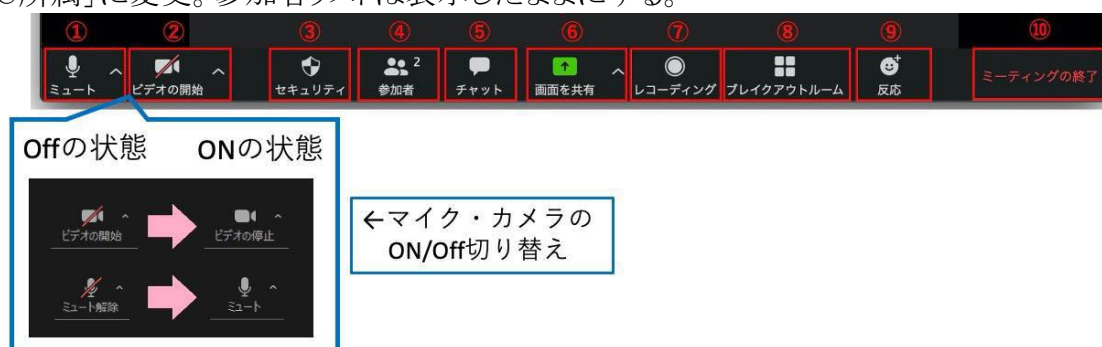 所属」に変更。参加者リストは表示したままにする。
① ② ③ ④ ⑤ ⑥ ⑦ ⑧ ⑨ ⑩
2
ミュート ビデオの開始 セキュリティ 参加者 チャット 画面を共有 レコーディング ブレイクアウトルーム 反応 ミーティングの終了
Offの状態 ONの状態
ビデオの開始 ビデオの停止
ミュート解除 ミュート
←マイク・カメラの
ON/Off切り替え